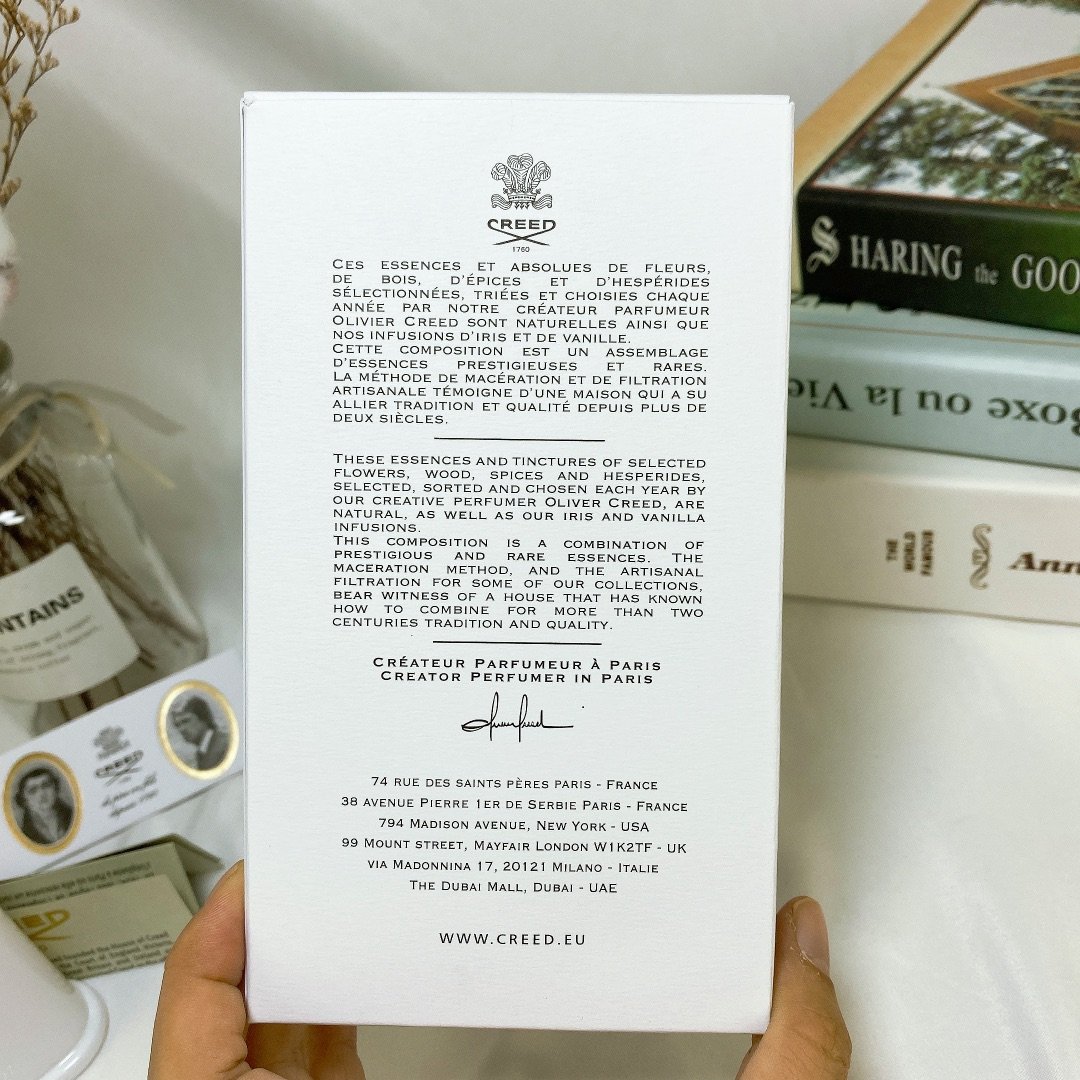 CREED
1760
CES ESSENCES ET ABSOLUES DE FLEURS,
DE BOIS, D'ÉPICES ET D'HESPÉRIDES
SÉLECTIONNÉES, TRIÉES ET CHOISIES CHAQUE
ANNÉE PAR NOTRE CRÉATEUR PARFUMEUR
OLIVIER CREED SONT NATURELLES AINSI QUE
NOS INFUSIONS D'IRIS ET DE VANILLE.
CETTE COMPOSITION EST UN ASSEMBLAGE
D'ESSENCES PRESTIGIEUSES ET RARES.
LA MÉTHODE DE MACÉRATION ET DE FILTRATION
ARTISANALE TÉMOIGNE D'UNE MAISON QUI A SU
ALLIER TRADITION ET QUALITÉ DEPUIS PLUS DE
DEUX SIÈCLES.
THESE ESSENCES AND TINCTURES OF SELECTED
FLOWERS, WOOD, SPICES AND HESPERIDES,
SELECTED, SORTED AND CHOSEN EACH YEAR BY
OUR CREATIVE PERFUMER OLIVER CREED, ARE
NATURAL, AS WELL AS OUR IRIS AND VANILLA
INFUSIONS.
THIS COMPOSITION IS A COMBINATION OF
PRESTIGIOUS AND RARE ESSENCES. THE
MACERATION METHOD, AND THE ARTISANAL
FILTRATION FOR SOME OF OUR COLLECTIONS,
BEAR WITNESS OF A HOUSE THAT HAS KNOWN
HOW TO COMBINE FOR MORE THAN TWO
CENTURIES TRADITION AND QUALITY.
CRÉATEUR PARFUMEUR À PARIS
CREATOR PERFUMER IN PARIS
74 RUE DES SAINTS PÈRES PARIS - FRANCE
38 AVENUE PIERRE 1ER DE SERBIE PARIS - FRANCE
794 MADISON AVENUE, NEW YORK - USA
99 MOUNT STREET, MAYFAIR LONDON W1K2TF - UK
VIA MADONNINA 17, 20121 MILANO - ITALIE
THE DUBAI MALL, DUBAI - UAE
WWW.CREED.EU
SHARING the GOO
Boxe ou la Vie
THE WORLD FAMOUS
Ann
NTAINS
CREED